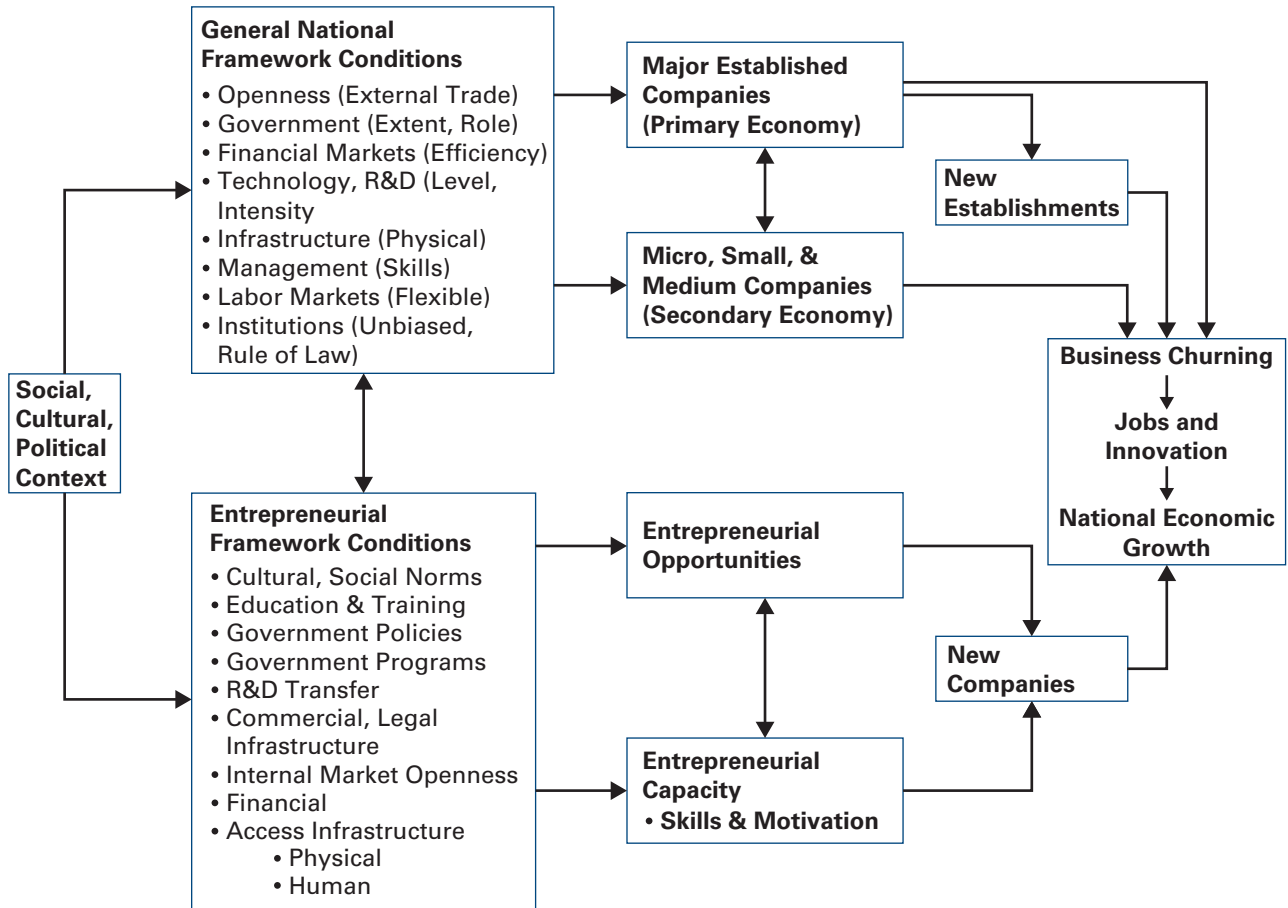 General National
Framework Conditions
• Openness (External Trade)
• Government (Extent, Role)
• Financial Markets (Efficiency)
• Technology, R&D (Level,
Intensity
• Infrastructure (Physical)
• Management (Skills)
• Labor Markets (Flexible)
• Institutions (Unbiased,
Rule of Law)
Major Established
Companies
(Primary Economy)
New
Establishments
Micro, Small, &
Medium Companies
(Secondary Economy)
Social,
Cultural,
Political
Context
Business Churning
Jobs and
Innovation
National Economic
Growth
Entrepreneurial
Framework Conditions
• Cultural, Social Norms
• Education & Training
• Government Policies
• Government Programs
• R&D Transfer
• Commercial, Legal
Infrastructure
• Internal Market Openness
• Financial
• Access Infrastructure
• Physical
• Human
Entrepreneurial
Opportunities
New
Companies
Entrepreneurial
Capacity
• Skills & Motivation